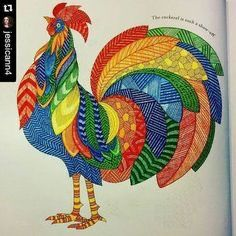 jessicann4
The cockerel is such a show-off!